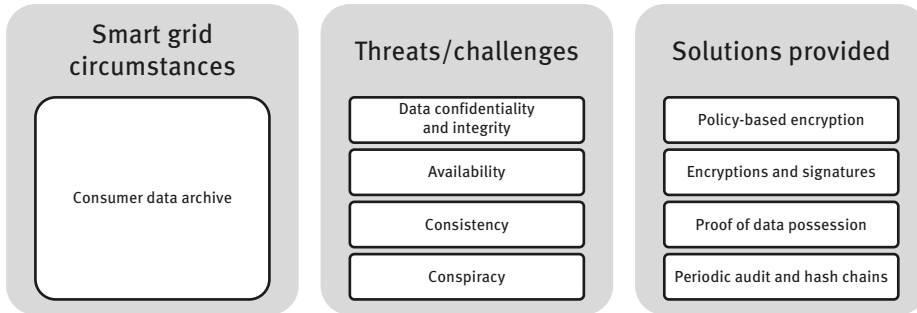 Smart grid
circumstances
Consumer data archive
Threats/challenges
Data confidentiality
and integrity
Availability
Consistency
Conspiracy
Solutions provided
Policy-based encryption
Encryptions and signatures
Proof of data possession
Periodic audit and hash chains